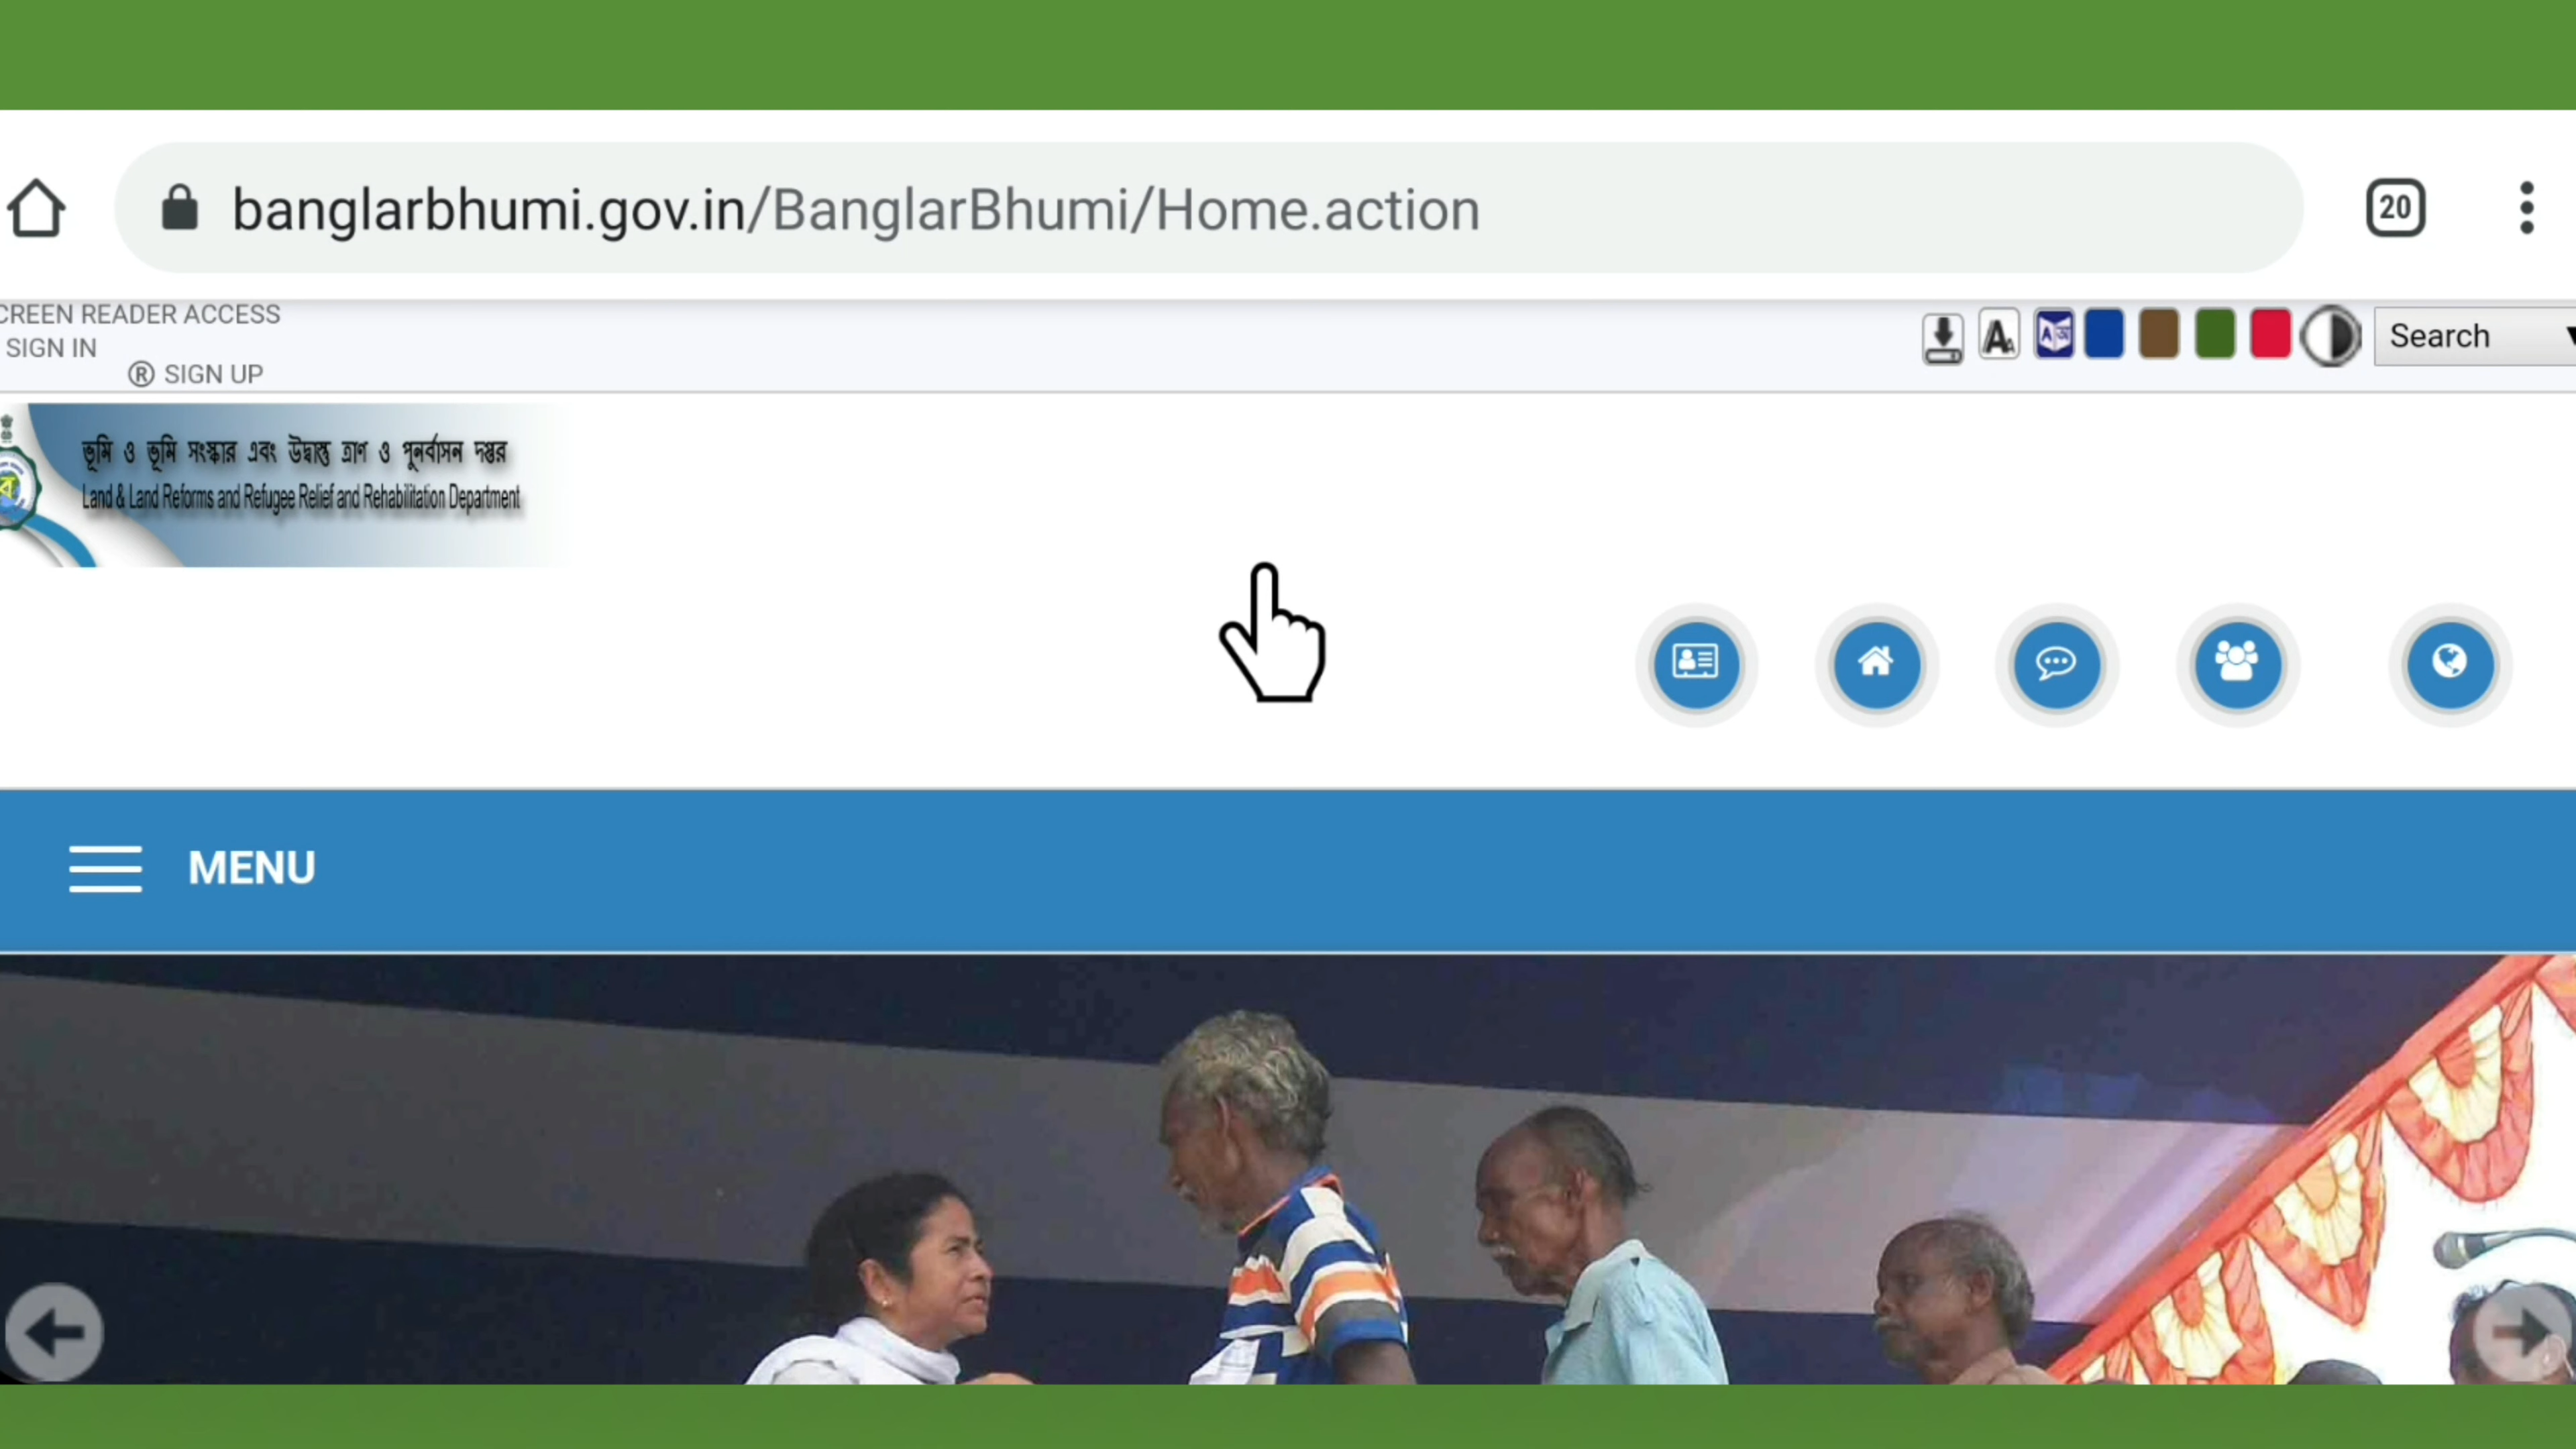 banglarbhumi.gov.in/BanglarBhumi/Home.action
20
CREEN READER ACCESS
SIGN IN
® SIGN UP
Search
ভূমি ও ভূমি সংস্কার এবং উদ্বাস্তু ত্রাণ ও পুনর্বাসন দপ্তর
Land & Land Reforms and Refugee Relief and Rehabilitation Department
MENU